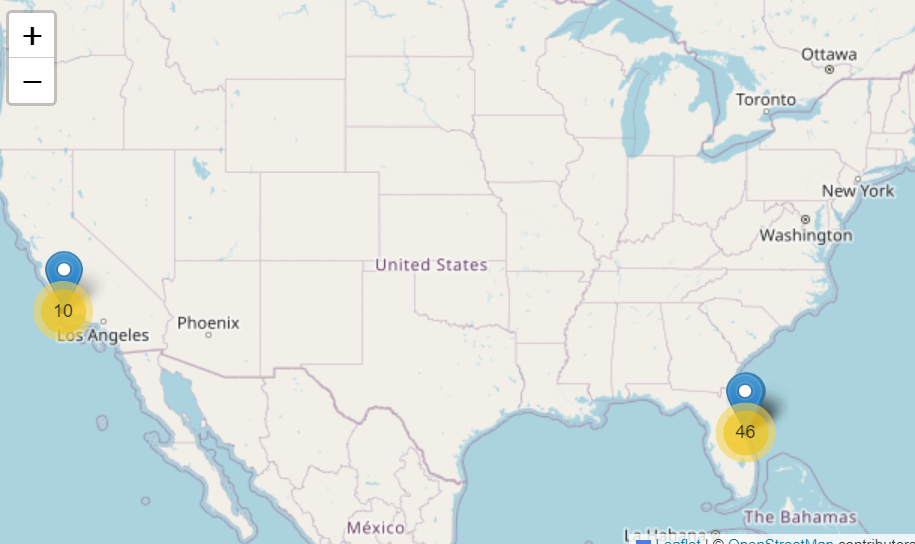 +
−
Ottawa
Toronto
New York
Washington
United States
10
Los Angeles
Phoenix
46
The Bahamas
México
La Habana
Leaflet | © OpenStreetMap contributors